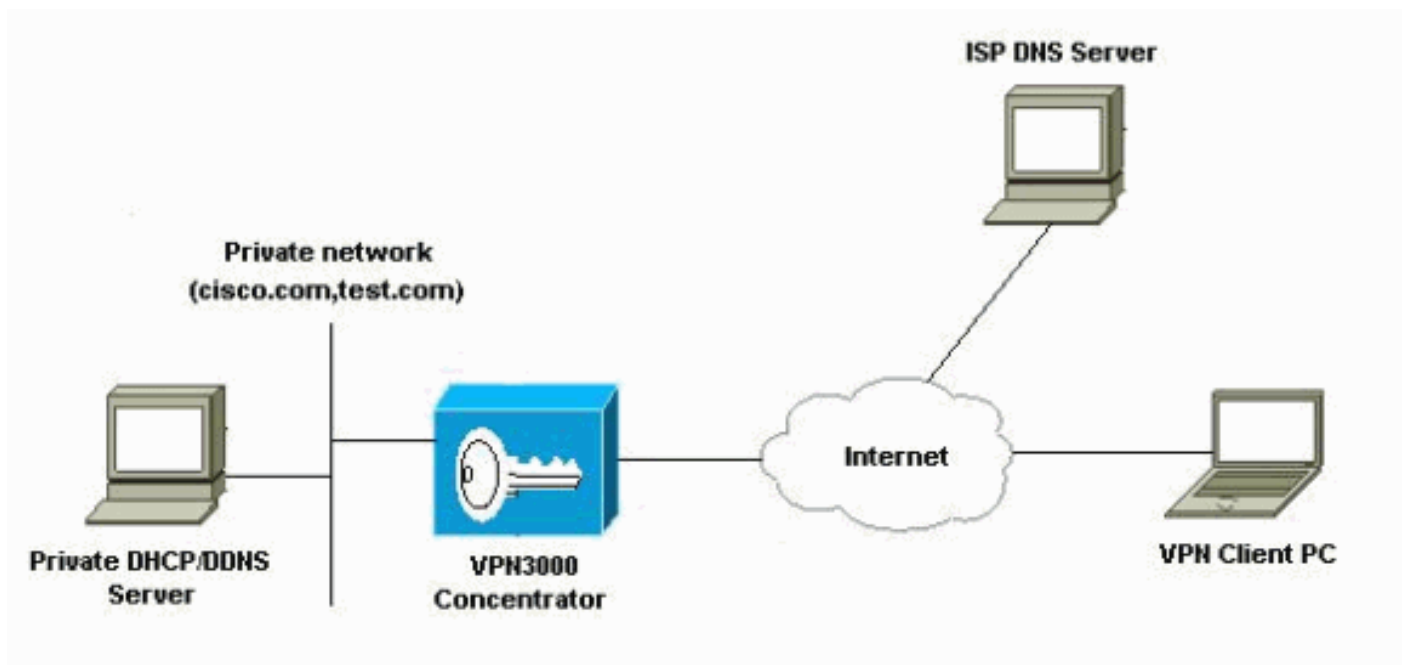 ISP DNS Server
Private network
(cisco.com,test.com)
Internet
Private DHCP/DDNS
Server
VPN3000
Concentrator
VPN Client PC